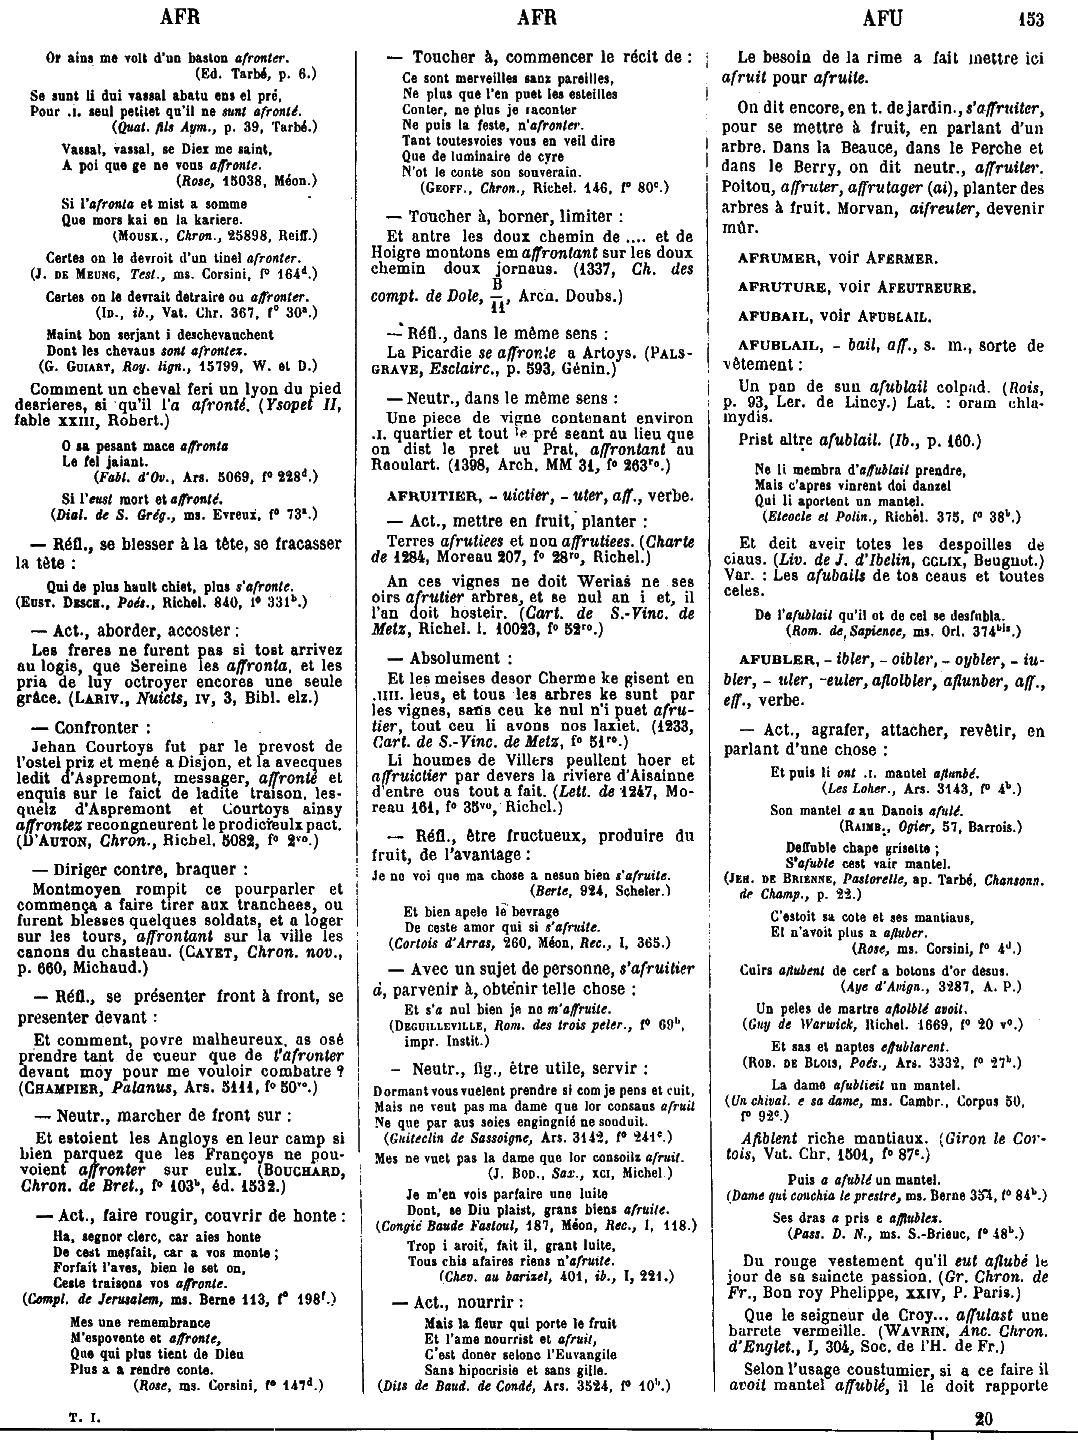 AFR
AFR
AFU
153
Or ains me volt d'un baston afronter.
(Ed. Tarbé, p. 6.)
Se sunt li dui vassal abatu ens el pré,
Pour .I. seul petitet qu'il ne sunt afronté.
(Quat. fils Aym., p. 39, Tarbé.)
Vassal, vassal, se Diex me saint,
A poi que ge ne vous affronte.
(Rose, 15038, Méon.)
Si l'afronta et mist a somme
Que mors kai en la kariere.
(MOUSK., Chron., 25898, Reiff.)
Certes on le devroit d'un tinel afronter.
(J. DE MEUNG, Test., ms. Corsini, f° 164d.)
Certes on le devrait detraire ou affronter.
(ID., ib., Vat. Chr. 367, f° 30a.)
Maint bon serjant i deschevauchent
Dont les chevaus sont afrontez.
(G. GUIART, Roy. lign., 15799, W. et D.)
Comment un cheval feri un lyon du pied
desrieres, si qu'il l'a afronté. (Ysopet II,
fable XXIII, Robert.)
O sa pesant mace affronta
Le fel jaiant.
(Fabl. d'Ov., Ars. 5069, f° 228d.)
Si l'eust mort et affronté.
(Dial. de S. Grég., ms. Evreux, f° 73a.)
— Réfl., se blesser à la tête, se fracasser
la tête :
Qui de plus hault chiet, plus s'afronte.
(EUST. DESCH., Poés., Richel. 840, f° 331b.)
— Act., aborder, accoster :
Les freres ne furent pas si tost arrivez
au logis, que Sereine les affronta, et les
pria de luy octroyer encores une seule
grâce. (LARIV., Nuicts, IV, 3, Bibl. elz.)
— Confronter :
Jehan Courtoys fut par le prevost de
l'ostel priz et mené a Disjon, et la avecques
ledit d'Aspremont, messager, affronté et
enquis sur le faict de ladite traison, les-
quelz d'Aspremont et Courtoys ainsy
affrontez recongneurent le prodicieulx pact.
(D'AUTON, Chron., Richel. 5082, f° 2vo.)
— Diriger contre, braquer :
Montmoyen rompit ce pourparler et
commença a faire tirer aux tranchees, ou
furent blesses quelques soldats, et a loger
sur les tours, affrontant sur la ville les
canons du chasteau. (CAYET, Chron. nov.,
p. 660, Michaud.)
— Réfl., se présenter front à front, se
presenter devant :
Et comment, povre malheureux, as osé
prendre tant de cueur que de t'afronter
devant moy pour me vouloir combatre ?
(CHAMPIER, Palanus, Ars. 5111, f° 50vo.)
— Neutr., marcher de front sur :
Et estoient les Angloys en leur camp si
bien parquez que les Françoys ne pou-
voient affronter sur eulx. (BOUCHARD,
Chron. de Bret., f° 103b, éd. 1532.)
— Act., faire rougir, couvrir de honte :
Ha, segnor clerc, car aies honte
De cest mesfait, car a vos monte ;
Forfait l'aves, bien le set on,
Ceste traisons vos affronte.
(Compl. de Jerusalem, ms. Berne 113, f° 198f.)
Mes une remembrance
M'espovente et affronte,
Que qui plus tient de Dieu
Plus a a rendre conte.
(Rose, ms. Corsini, f° 147d.)
T. I.
— Toucher à, commencer le récit de :
Ce sont merveilles sanz pareilles,
Ne plus que l'en puet les esteilles
Conter, ne plus je raconter
Ne puis la feste, n'afronter.
Tant toutesvoies vous en veil dire
Que de luminaire de cyre
N'ot le conte son souverain.
(GEOFF., Chron., Richel. 146, f° 80c.)
— Toucher à, borner, limiter :
Et antre les doux chemin de .... et de
Hoigre montons em affrontant sur les doux
chemin doux jornaus. (1337, Ch. des
compt. de Dole, B/11, Arch. Doubs.)
— Réfl., dans le même sens :
La Picardie se affronte a Artoys. (PALS-
GRAVE, Esclairc., p. 593, Génin.)
— Neutr., dans le même sens :
Une piece de vigne contenant environ
.I. quartier et tout le pré seant au lieu que
on dist le pret uu Prat, affrontant au
Raoulart. (1398, Arch. MM 31, f° 263ro.)
AFRUITIER, - uictier, - uter, aff., verbe.
— Act., mettre en fruit, planter :
Terres afrutiees et non affrutiees. (Charte
de 1284, Moreau 207, f° 28ro, Richel.)
An ces vignes ne doit Werias ne ses
oirs afrutier arbres, et se nul an i et, il
l'an doit hosteir. (Cart. de S.-Vinc. de
Metz, Richel. l. 10023, f° 52ro.)
— Absolument :
Et les meises desor Cherme ke gisent en
.IIII. leus, et tous les arbres ke sunt par
les vignes, sans ceu ke nul n'i puet afru-
tier, tout ceu li avons nos laxiet. (1233,
Cart. de S.-Vinc. de Metz, f° 51ro.)
Li houmes de Villers peullent hoer et
affruictier par devers la riviere d'Aisainne
d'entre ous tout a fait. (Lett. de 1247, Mo-
reau 161, f° 35vo, Richel.)
— Réfl., être fructueux, produire du
fruit, de l'avantage :
Je ne voi que ma chose a nesun bien s'afruite.
(Berte, 924, Scheler.)
Et bien apele le bevrage
De ceste amor qui si s'afruite.
(Cortois d'Arras, 260, Méon, Rec., I, 365.)
— Avec un sujet de personne, s'afruitier
à, parvenir à, obtenir telle chose :
Et s'a nul bien je ne m'affruite.
(DEGUILLEVILLE, Rom. des trois peler., f° 69b,
impr. Instit.)
— Neutr., fig., être utile, servir :
Dormant vous vuelent prendre si com je pens et cuit,
Mais ne veut pas ma dame que lor consaus afruit
Ne que par aus soies engingnié ne souduit.
(Guiteclin de Sassoigne, Ars. 3142, f° 241c.)
Mes ne vuet pas la dame que lor consoilz afruit.
(J. BOD., Sax., XCI, Michel.)
Je m'en vois parfaire une luite
Dont, se Diu plaist, grans biens afruite.
(Congié Baude Fastoul, 187, Méon, Rec., I, 118.)
Trop i aroit, fait il, grant luite,
Tous chis afaires riens n'afruite.
(Chev. au barizel, 401, ib., I, 221.)
— Act., nourrir :
Mais la fleur qui porte le fruit
Et l'ame nourrist et afruit,
C'est doner selonc l'Euvangile
Sans hipocrisie et sans gille.
(Dits de Baud. de Condé, Ars. 3524, f° 10b.)
Le besoin de la rime a fait mettre ici
afruit pour afruite.
On dit encore, en t. de jardin., s'affruiter,
pour se mettre à fruit, en parlant d'un
arbre. Dans la Beauce, dans le Perche et
dans le Berry, on dit neutr., affruiter.
Poitou, affruter, affrutager (ai), planter des
arbres à fruit. Morvan, aifreuter, devenir
mûr.
AFRUMER, voir AFERMER.
AFRUTURE, voir AFEUTREURE.
AFUBAIL, voir AFUBLAIL.
AFUBLAIL, - bail, aff., s. m., sorte de
vêtement :
Un pan de sun afublail colpad. (Rois,
p. 93, Ler. de Lincy.) Lat. : oram chla-
mydis.
Prist altre afublail. (Ib., p. 160.)
Ne li membra d'affublail prendre,
Mais c'apres vinrent doi danzel
Qui li aportent un mantel.
(Eteocle et Polin., Richel. 375, f° 38b.)
Et deit aveir totes les despoilles de
ciaus. (Liv. de J. d'Ibelin, CCLIX, Beugnot.)
Var. : Les afubails de tos ceaus et toutes
celes.
De l'afublail qu'il ot de cel se desfubla.
(Rom. de Sapience, ms. Orl. 374bis.)
AFUBLER, - ibler, - oibler, - oybler, - iu-
bler, - uler, -euler, aflolbler, aflunber, aff.,
eff., verbe.
— Act., agrafer, attacher, revêtir, en
parlant d'une chose :
Et puis li ont .I. mantel aflunbé.
(Les Loher., Ars. 3143, f° 4b.)
Son mantel a au Danois afulé.
(RAIMB., Ogier, 57, Barrois.)
Deffuble chape grisette ;
S'afuble cest vair mantel.
(JEH. DE BRIENNE, Pastorelle, ap. Tarbé, Chansonn.
de Champ., p. 22.)
C'estoit sa cote et ses mantiaus,
El n'avoit plus a afluber.
(Rose, ms. Corsini, f° 4d.)
Cuirs aflubent de cerf a botons d'or desus.
(Aye d'Avign., 3287, A. P.)
Un peles de martre aflolblé avoit.
(Guy de Warwick, Richel. 1669, f° 20 v°.)
Et sas et naptes effublarent.
(ROB. DE BLOIS, Poés., Ars. 3332, f° 27b.)
La dame afublieit un mantel.
(Un chival. e sa dame, ms. Cambr., Corpus 50,
f° 92c.)
Afiblent riche mantiaux. (Giron le Cor-
tois, Vat. Chr. 1501, f° 87c.)
Puis a afublé un mantel.
(Dame qui conchia le prestre, ms. Berne 354, f° 84b.)
Ses dras a pris e afflublez.
(Pass. D. N., ms. S.-Brieuc, f° 48b.)
Du rouge vestement qu'il eut aflubé le
jour de sa saincte passion. (Gr. Chron. de
Fr., Bon roy Phelippe, XXIV, P. Paris.)
Que le seigneur de Croy... affulast une
barrete vermeille. (WAVRIN, Anc. Chron.
d'Englet., I, 304, Soc. de l'H. de Fr.)
Selon l'usage coustumier, si a ce faire il
avoit mantel affublé, il le doit rapporte
20